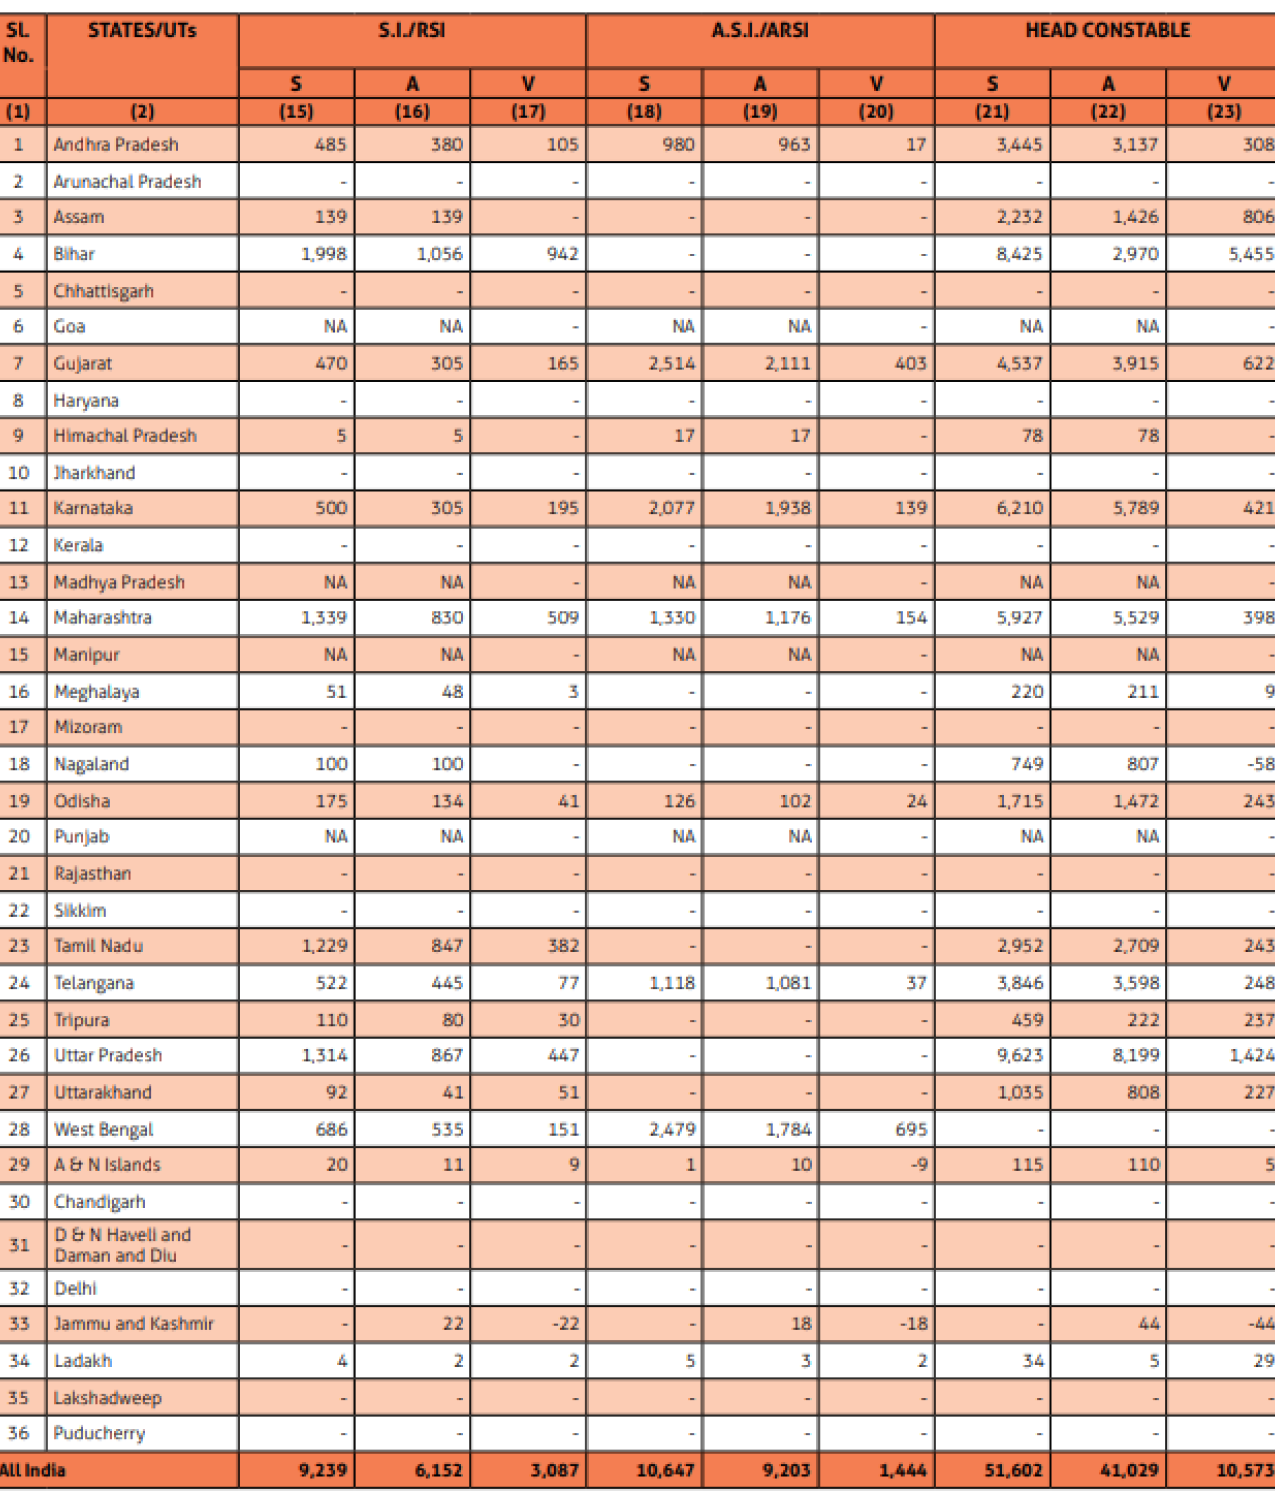 SL No. STATES/UTs S.I./RSI A.S.I./ARSI HEAD CONSTABLE
S A V S A V S A V
(1) (2) (15) (16) (17) (18) (19) (20) (21) (22) (23)
1 Andhra Pradesh 485 380 105 980 963 17 3,445 3,137 308
2 Arunachal Pradesh - - - - - - - - -
3 Assam 139 139 - - - - 2,232 1,426 806
4 Bihar 1,998 1,056 942 - - - 8,425 2,970 5,455
5 Chhattisgarh - - - - - - - - -
6 Goa NA NA - NA NA - NA NA -
7 Gujarat 470 305 165 2,514 2,111 403 4,537 3,915 622
8 Haryana - - - - - - - - -
9 Himachal Pradesh 5 5 - 17 17 - 78 78 -
10 Jharkhand - - - - - - - - -
11 Karnataka 500 305 195 2,077 1,938 139 6,210 5,789 421
12 Kerala - - - - - - - - -
13 Madhya Pradesh NA NA - NA NA - NA NA -
14 Maharashtra 1,339 830 509 1,330 1,176 154 5,927 5,529 398
15 Manipur NA NA - NA NA - NA NA -
16 Meghalaya 51 48 3 - - - 220 211 9
17 Mizoram - - - - - - - - -
18 Nagaland 100 100 - - - - 749 807 -58
19 Odisha 175 134 41 126 102 24 1,715 1,472 243
20 Punjab NA NA - NA NA - NA NA -
21 Rajasthan - - - - - - - - -
22 Sikkim - - - - - - - - -
23 Tamil Nadu 1,229 847 382 - - - 2,952 2,709 243
24 Telangana 522 445 77 1,118 1,081 37 3,846 3,598 248
25 Tripura 110 80 30 - - - 459 222 237
26 Uttar Pradesh 1,314 867 447 - - - 9,623 8,199 1,424
27 Uttarakhand 92 41 51 - - - 1,035 808 227
28 West Bengal 686 535 151 2,479 1,784 695 - - -
29 A & N Islands 20 11 9 1 10 -9 115 110 5
30 Chandigarh - - - - - - - - -
31 D & N Haveli and Daman and Diu - - - - - - - - -
32 Delhi - - - - - - - - -
33 Jammu and Kashmir - 22 -22 - 18 -18 - 44 -44
34 Ladakh 4 2 2 5 3 2 34 5 29
35 Lakshadweep - - - - - - - - -
36 Puducherry - - - - - - - - -
All India 9,239 6,152 3,087 10,647 9,203 1,444 51,602 41,029 10,573